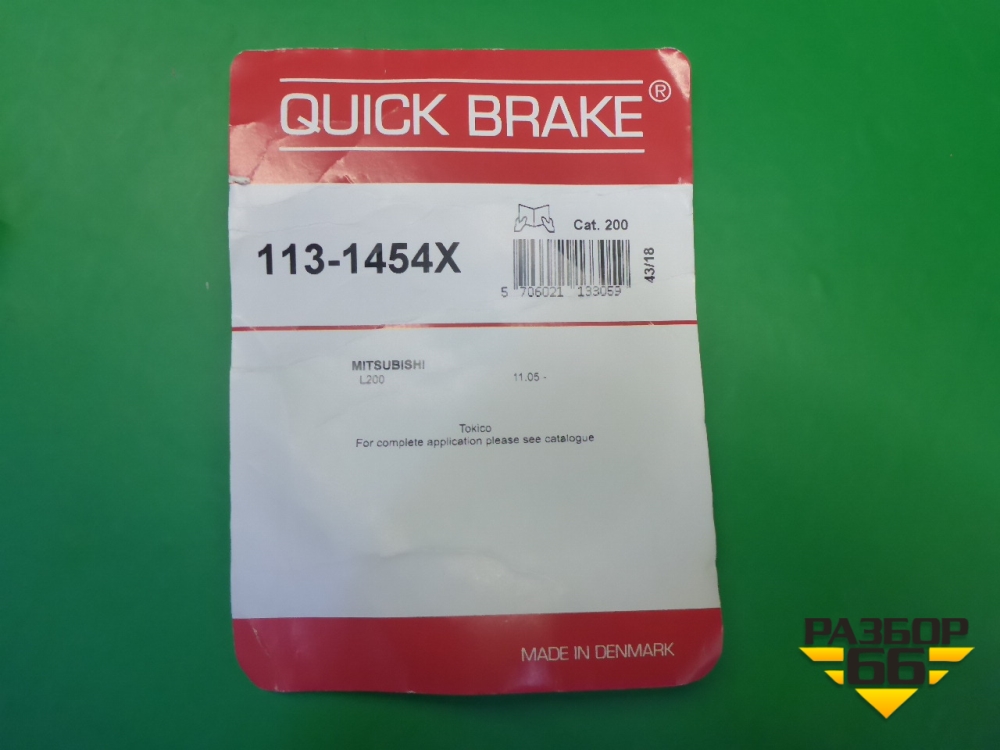 QUICK BRAKE®
Cat. 200
113-1454X
43/18
5 706021 133059
MITSUBISHI
L200 11.05 -
Tokico
For complete application please see catalogue
MADE IN DENMARK
РАЗБОР
66